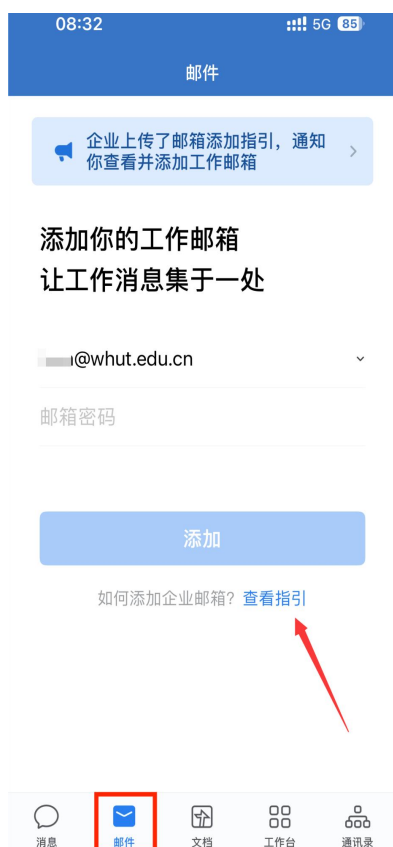 08:32
5G 85
邮件
企业上传了邮箱添加指引，通知
你查看并添加工作邮箱
添加你的工作邮箱
让工作消息集于一处
@whut.edu.cn
邮箱密码
添加
如何添加企业邮箱？查看指引
消息 邮件 文档 工作台 通讯录